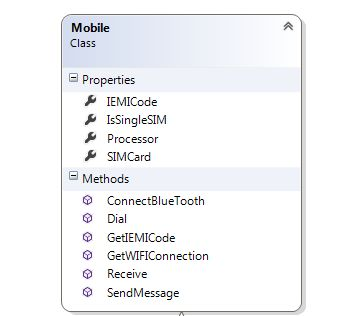 Mobile
Class
Properties
IEMICode
IsSingleSIM
Processor
SIMCard
Methods
ConnectBlueTooth
Dial
GetIEMICode
GetWIFIConnection
Receive
SendMessage